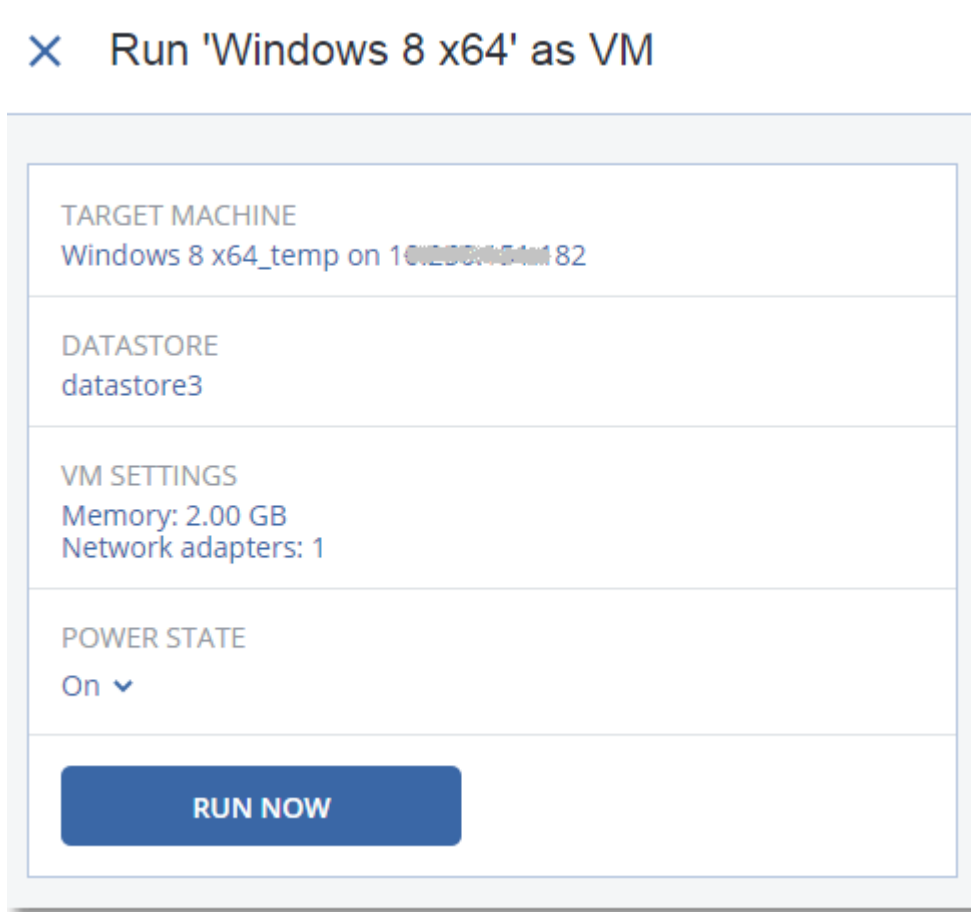 Run 'Windows 8 x64' as VM
TARGET MACHINE
Windows 8 x64_temp on 182
DATASTORE
datastore3
VM SETTINGS
Memory: 2.00 GB
Network adapters: 1
POWER STATE
On
RUN NOW